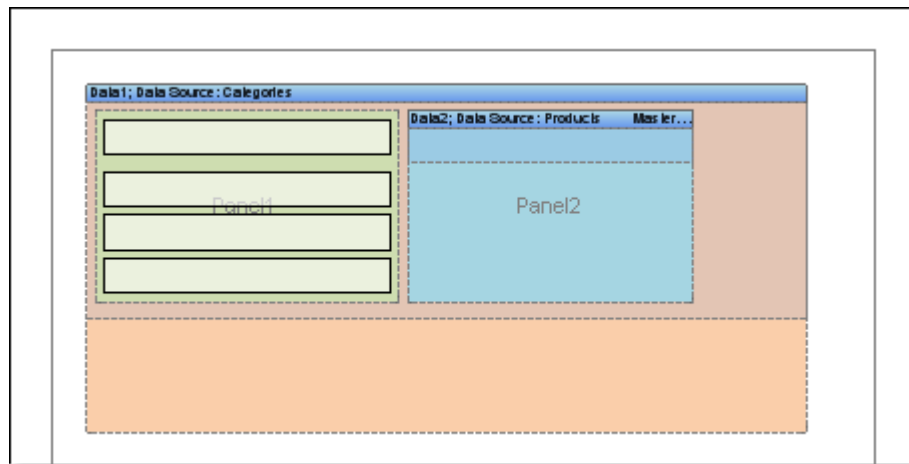 Data1; Data Source: Categories
Data2; Data Source: Products Master...
Panel1
Panel2